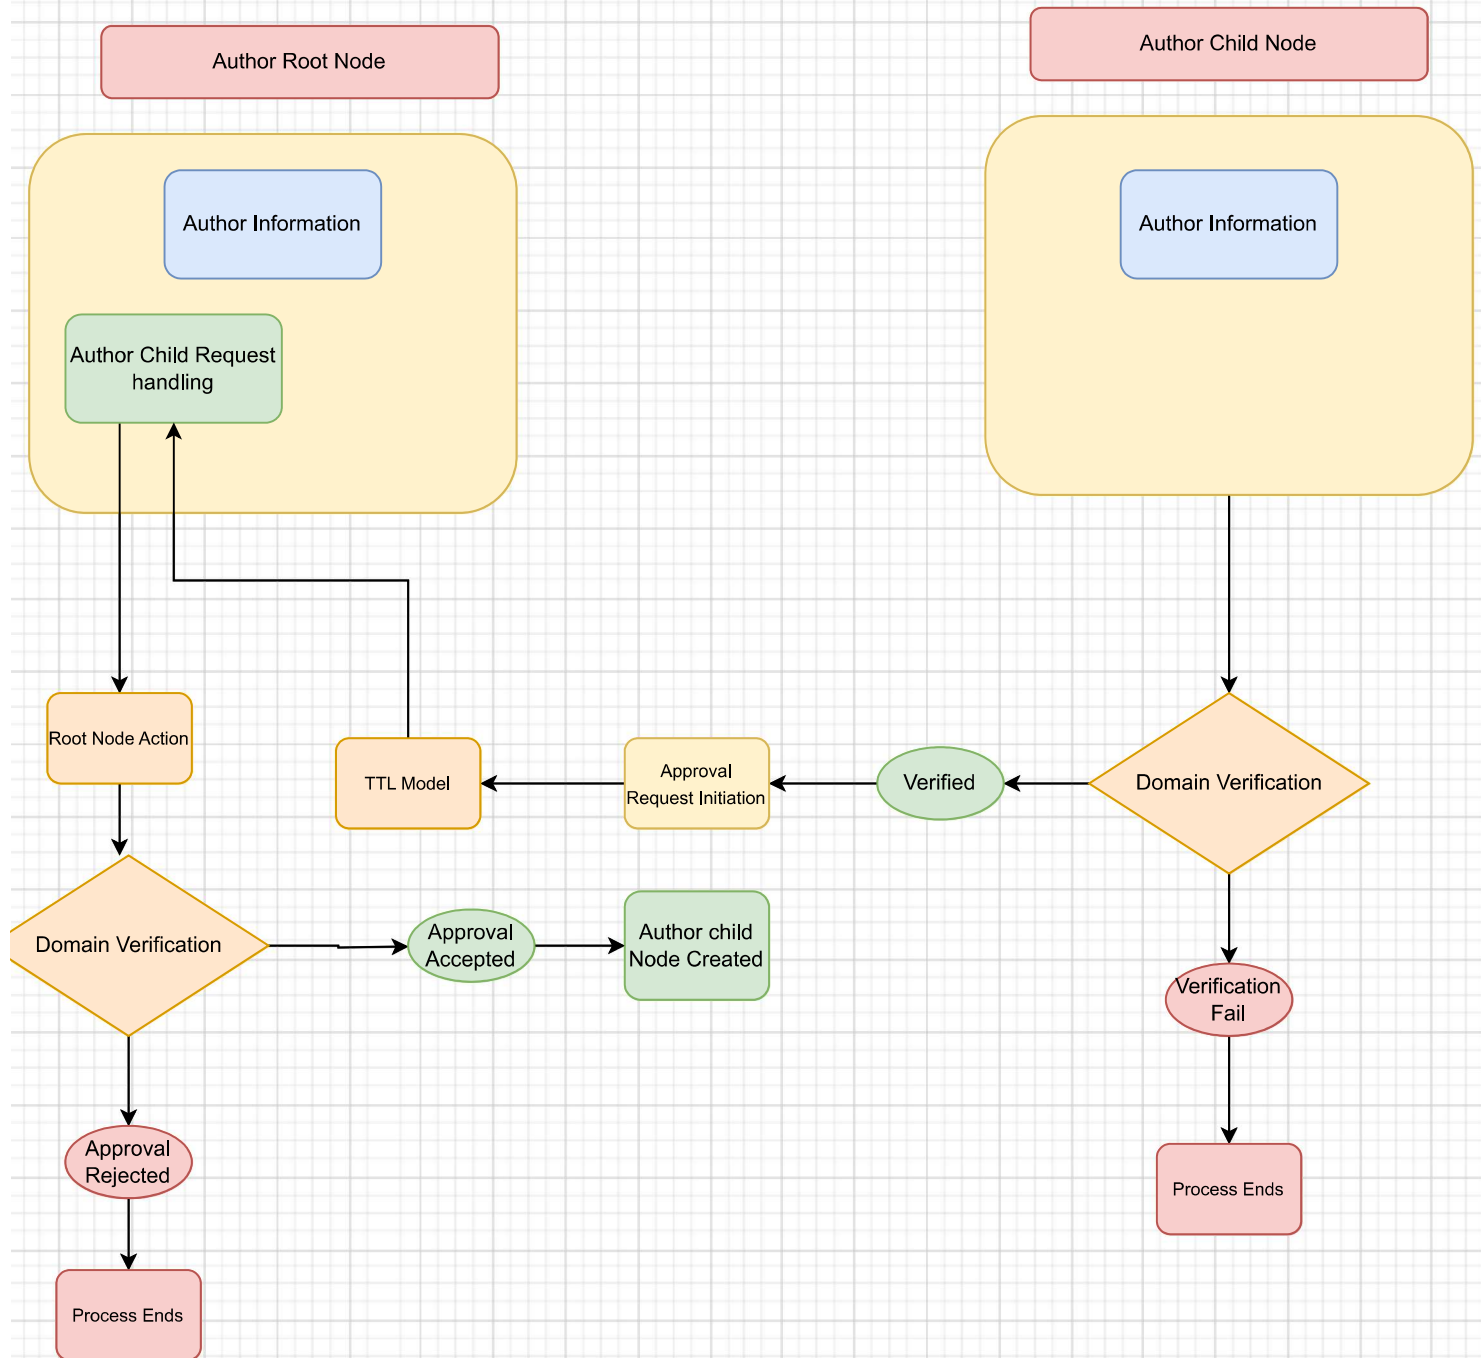 Author Root Node
Author Child Node
Author Information
Author Information
Author Child Request
handling
Root Node Action
TTL Model
Approval
Request Initiation
Verified
Domain Verification
Domain Verification
Approval
Accepted
Author child
Node Created
Verification
Fail
Approval
Rejected
Process Ends
Process Ends